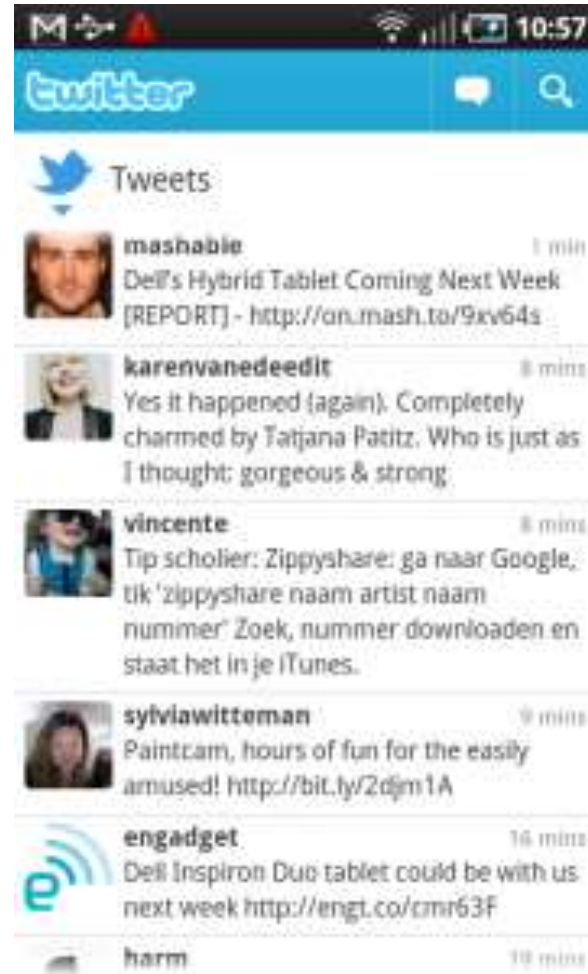 10:57
twitter
Tweets
mashable
1 min
Dell's Hybrid Tablet Coming Next Week
[REPORT] - http://on.mash.to/9xv64s
karenvanedeedit
8 mins
Yes it happened (again). Completely
charmed by Tatjana Patitz. Who is just as
I thought: gorgeous & strong
vincente
8 mins
Tip scholier: Zippyshare: ga naar Google,
tik 'zippyshare naam artist naam
nummer' Zoek, nummer downloaden en
staat het in je iTunes.
sylviawitteman
9 mins
Paintcam, hours of fun for the easily
amused! http://bit.ly/2djm1A
engadget
16 mins
Dell Inspiron Duo tablet could be with us
next week http://engt.co/cmr63F
harm
19 mins